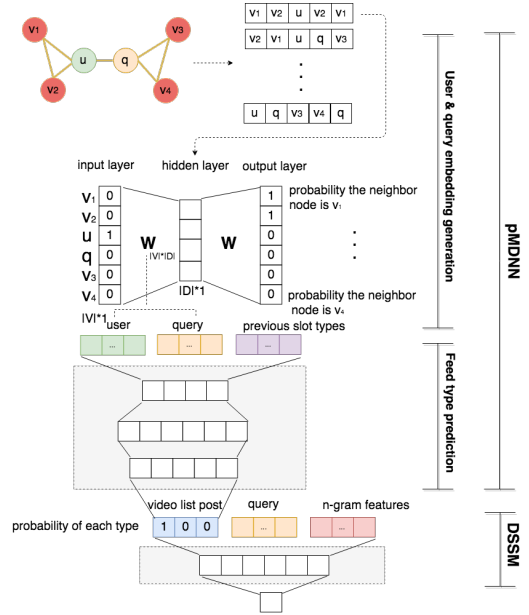 v₁ v₃
u q
v₂ v₄
v₁ v₂ u v₂ v₁
v₂ v₁ u q v₃
u q v₃ v₄ q
input layer hidden layer output layer
v₁ 0 1 probability the neighbor
node is v₁
v₂ 0 1
u 1 0
q 0 W W 0
|V|*|D|
v₃ 0 0
v₄ 0 0 probability the neighbor
node is v₄
|V|*1 |D|*1
user query previous slot types
... ... ...
video list post query n-gram features
probability of each type 1 0 0 ... ...
User & query embedding generation
Feed type prediction
pMDNN
DSSM